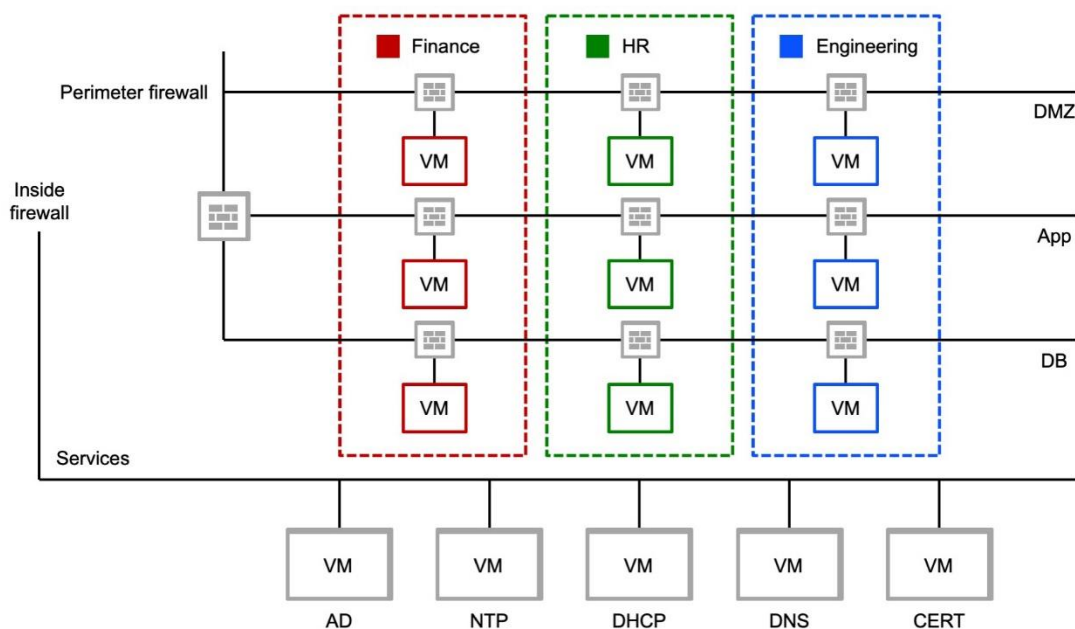 Finance
HR
Engineering
Perimeter firewall
DMZ
VM
VM
VM
Inside
firewall
App
VM
VM
VM
DB
VM
VM
VM
Services
VM
VM
VM
VM
VM
AD
NTP
DHCP
DNS
CERT